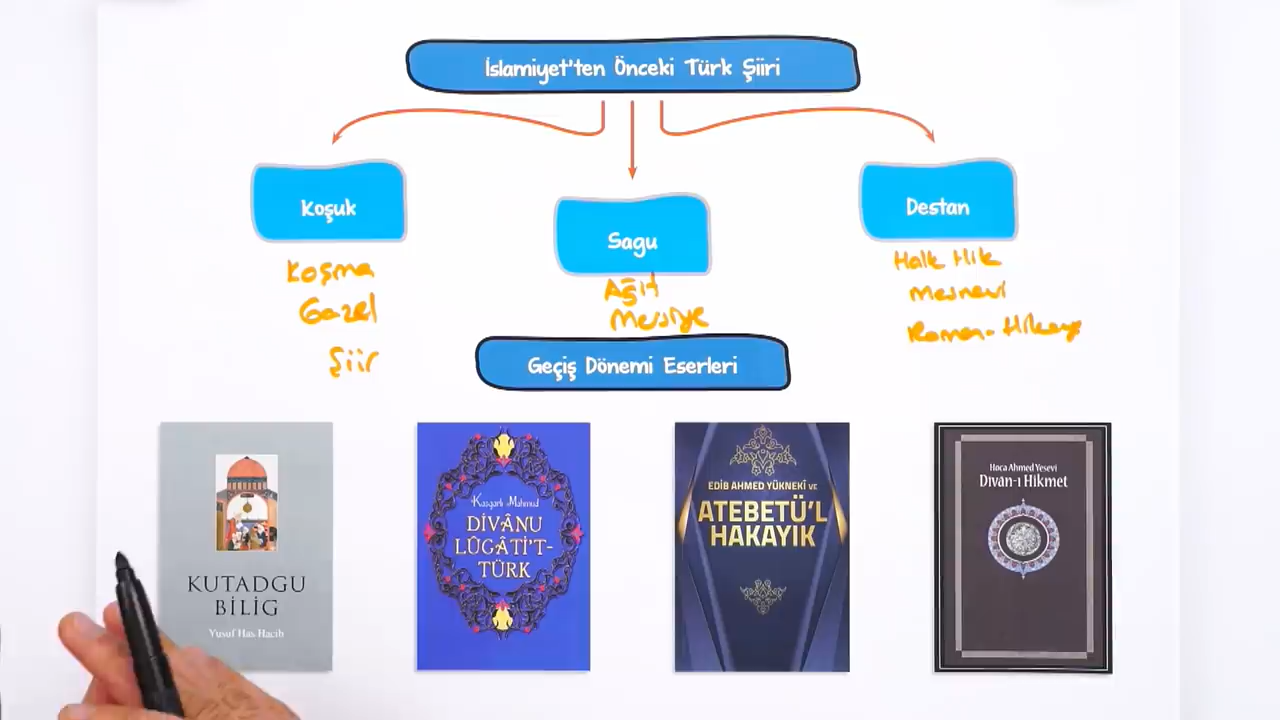 İslamiyet'ten Önceki Türk Şiiri
Koşuk
Sagu
Destan
Koşma
Gazel
Şiir
Ağıt
Mersiye
Halk Hik
Mesnevi
Roman-Hikaye
Geçiş Dönemi Eserleri
KUTADGU
BİLİG
Yusuf Has Hacib
Kaşgarlı Mahmud
DİVÂNU
LÛGÂTİ'T-
TÜRK
EDİB AHMED YÜKNEKİ VE
ATEBETÜ'L
HAKAYIK
Hoca Ahmed Yesevi
Dîvân-ı Hikmet